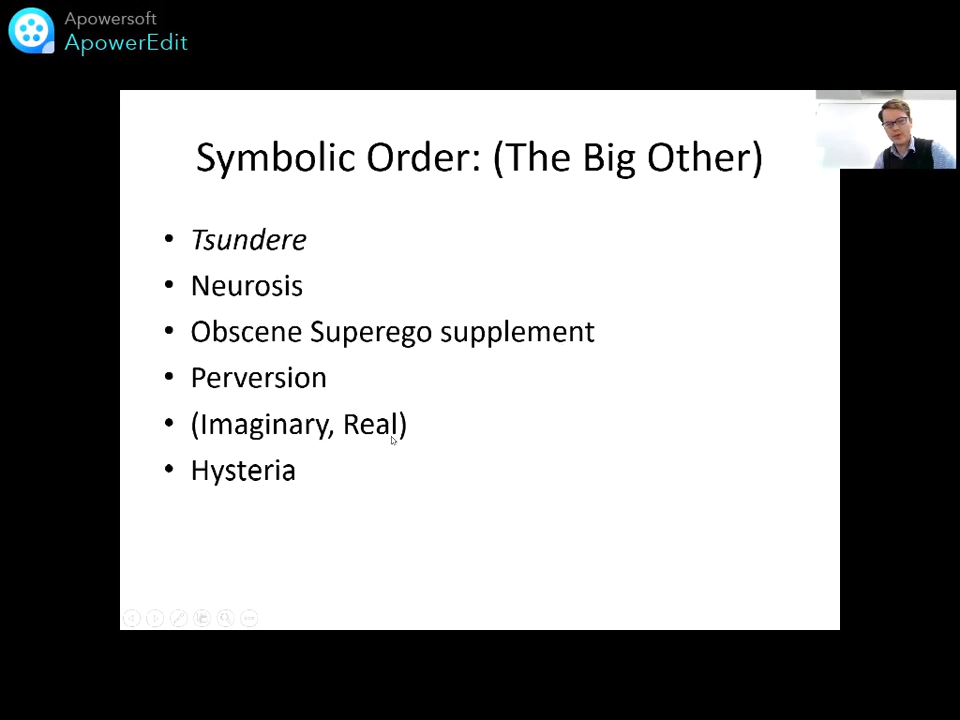 Apowersoft
ApowerEdit
Symbolic Order: (The Big Other)
• Tsundere
• Neurosis
• Obscene Superego supplement
• Perversion
• (Imaginary, Real)
• Hysteria